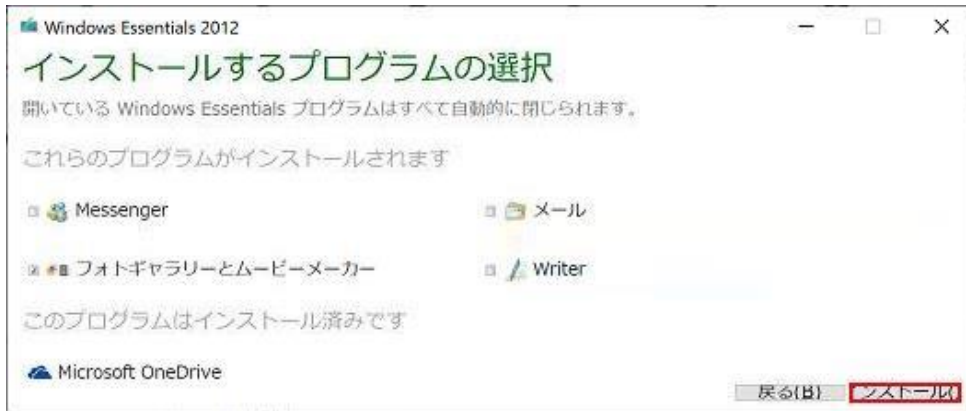 Windows Essentials 2012
インストールするプログラムの選択
開いている Windows Essentials プログラムはすべて自動的に閉じられます。
これらのプログラムがインストールされます
Messenger
メール
フォトギャラリーとムービーメーカー
Writer
このプログラムはインストール済みです
Microsoft OneDrive
戻る(B) ンストール(